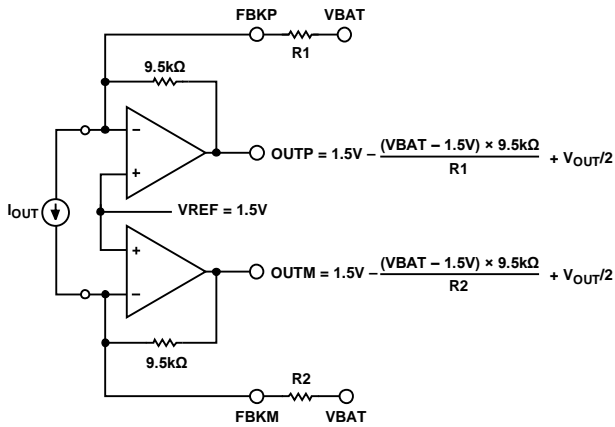 FBKP VBAT
R1
9.5kΩ
–
+
OUTP = 1.5V – (VBAT – 1.5V) × 9.5kΩ / R1 + VOUT/2
IOUT
VREF = 1.5V
+
–
OUTM = 1.5V – (VBAT – 1.5V) × 9.5kΩ / R2 + VOUT/2
9.5kΩ
R2
FBKM VBAT